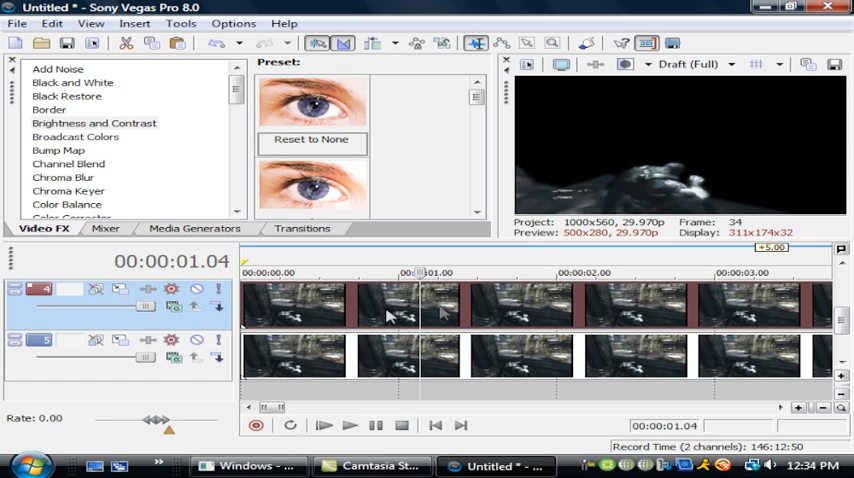 Untitled * - Sony Vegas Pro 8.0
File Edit View Insert Tools Options Help
Add Noise
Black and White
Black Restore
Border
Brightness and Contrast
Broadcast Colors
Bump Map
Channel Blend
Chroma Blur
Chroma Keyer
Color Balance
Color Corrector
Preset:
Reset to None
Video FX Mixer Media Generators Transitions
Draft (Full)
Project: 1000x560, 29.970p Frame: 34
Preview: 500x280, 29.970p Display: 311x174x32
+5.00
00:00:01.04
00:00:00.00 00:00:01.00 00:00:02.00 00:00:03.00
4
5
Rate: 0.00
00:00:01.04
Record Time (2 channels): 146:12:50
Windows - ... Camtasia St... Untitled * - ... 12:34 PM